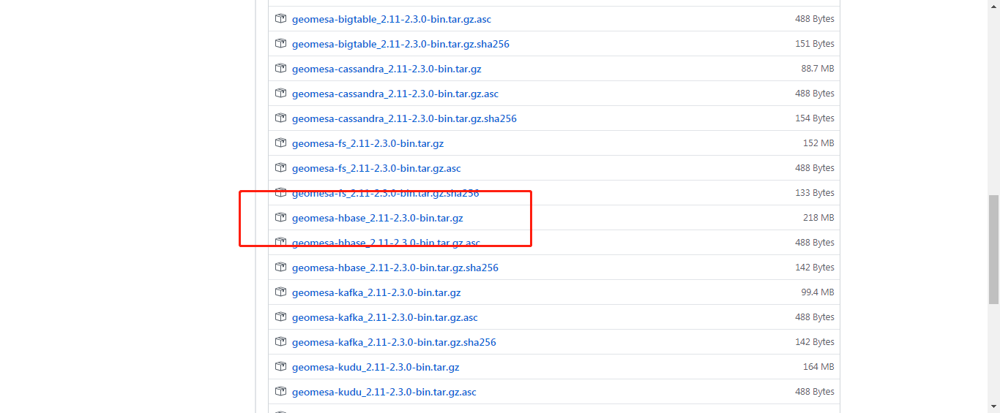 geomesa-bigtable_2.11-2.3.0-bin.tar.gz.asc 488 Bytes
geomesa-bigtable_2.11-2.3.0-bin.tar.gz.sha256 151 Bytes
geomesa-cassandra_2.11-2.3.0-bin.tar.gz 88.7 MB
geomesa-cassandra_2.11-2.3.0-bin.tar.gz.asc 488 Bytes
geomesa-cassandra_2.11-2.3.0-bin.tar.gz.sha256 154 Bytes
geomesa-fs_2.11-2.3.0-bin.tar.gz 152 MB
geomesa-fs_2.11-2.3.0-bin.tar.gz.asc 488 Bytes
geomesa-fs_2.11-2.3.0-bin.tar.gz.sha256 133 Bytes
geomesa-hbase_2.11-2.3.0-bin.tar.gz 218 MB
geomesa-hbase_2.11-2.3.0-bin.tar.gz.asc 488 Bytes
geomesa-hbase_2.11-2.3.0-bin.tar.gz.sha256 142 Bytes
geomesa-kafka_2.11-2.3.0-bin.tar.gz 99.4 MB
geomesa-kafka_2.11-2.3.0-bin.tar.gz.asc 488 Bytes
geomesa-kafka_2.11-2.3.0-bin.tar.gz.sha256 142 Bytes
geomesa-kudu_2.11-2.3.0-bin.tar.gz 164 MB
geomesa-kudu_2.11-2.3.0-bin.tar.gz.asc 488 Bytes